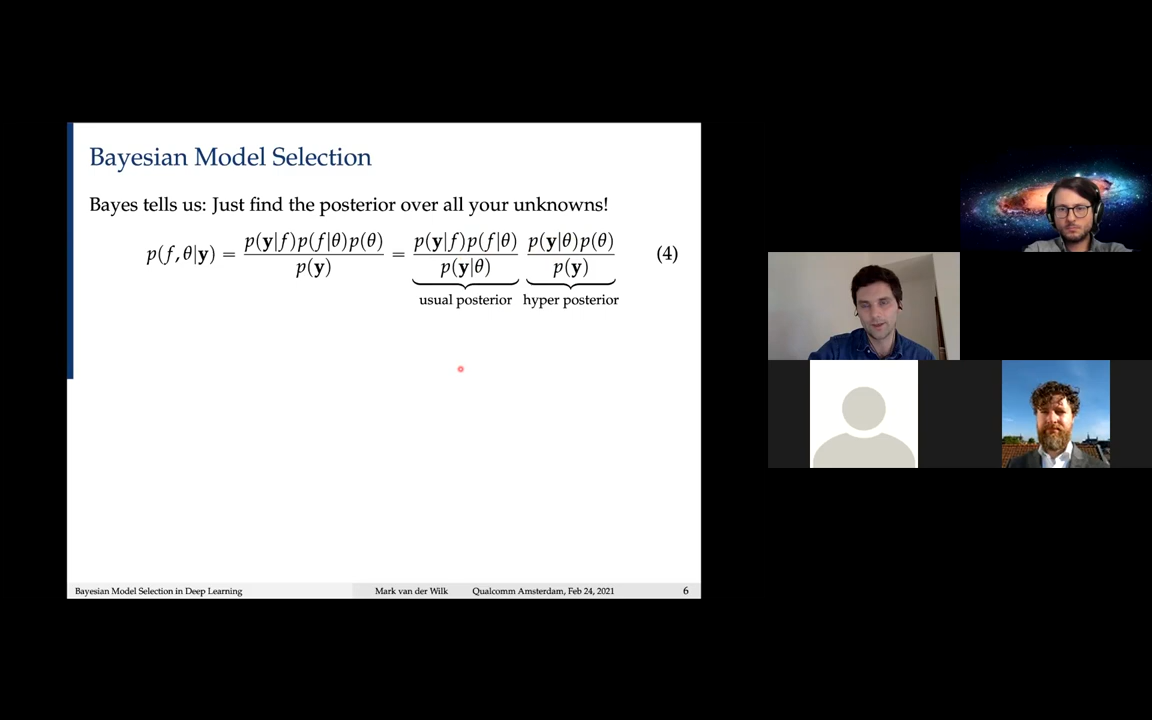 Bayesian Model Selection
Bayes tells us: Just find the posterior over all your unknowns!
p(f, θ|y) = p(y|f)p(f|θ)p(θ) / p(y) = p(y|f)p(f|θ) / p(y|θ) p(y|θ)p(θ) / p(y) (4)
usual posterior hyper posterior
Bayesian Model Selection in Deep Learning Mark van der Wilk Qualcomm Amsterdam, Feb 24, 2021 6